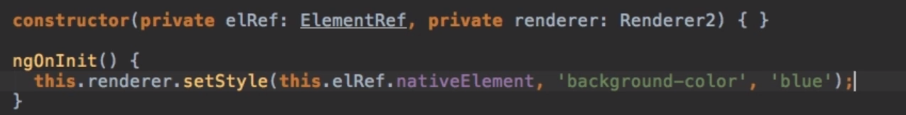 constructor(private elRef: ElementRef, private renderer: Renderer2) { }
ngOnInit() {
this.renderer.setStyle(this.elRef.nativeElement, 'background-color', 'blue');
}